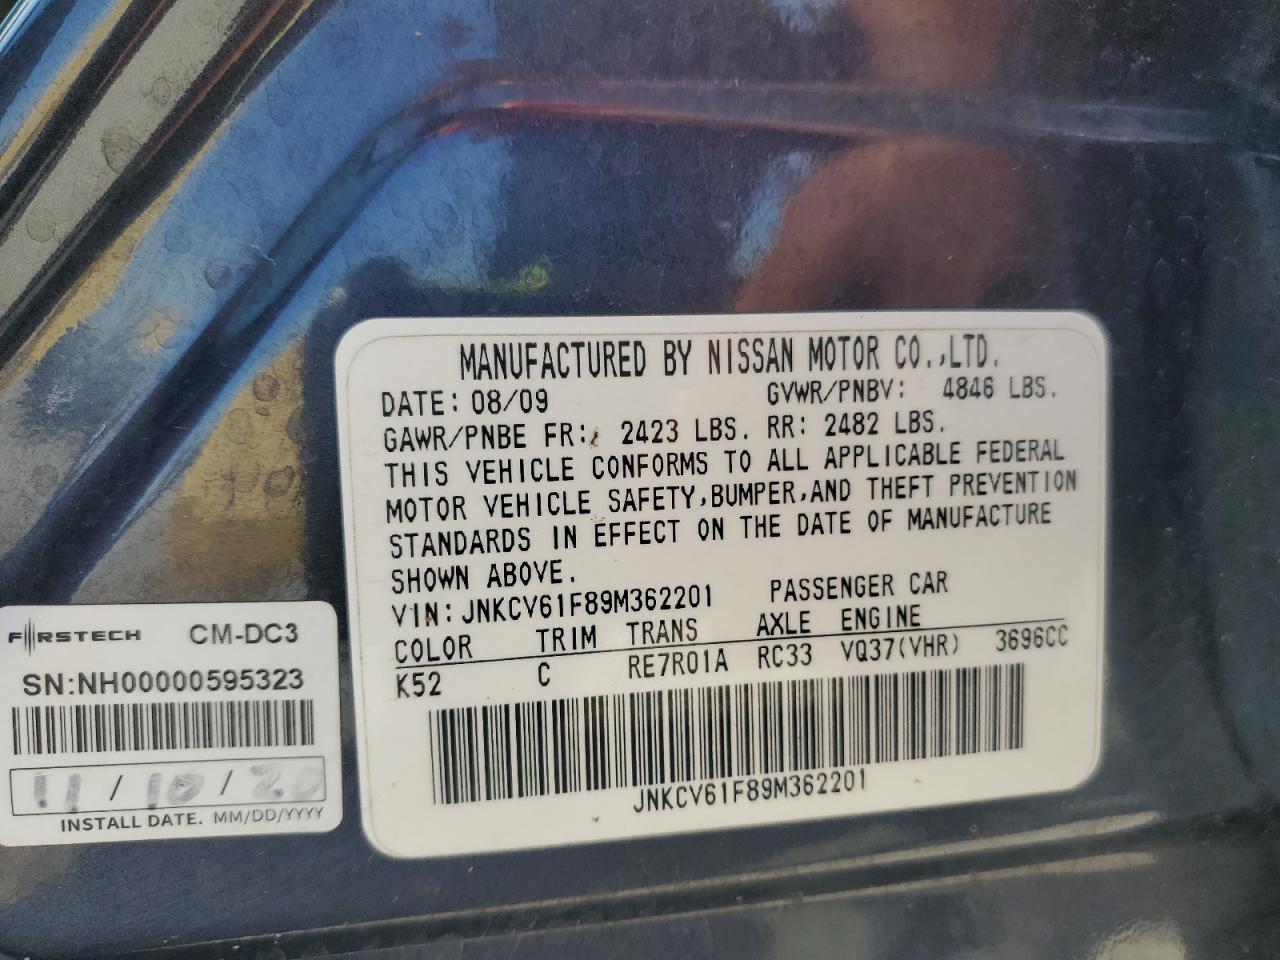 MANUFACTURED BY NISSAN MOTOR CO.,LTD.
DATE: 08/09 GVWR/PNBV: 4846 LBS.
GAWR/PNBE FR: 2423 LBS. RR: 2482 LBS.
THIS VEHICLE CONFORMS TO ALL APPLICABLE FEDERAL
MOTOR VEHICLE SAFETY,BUMPER,AND THEFT PREVENTION
STANDARDS IN EFFECT ON THE DATE OF MANUFACTURE
SHOWN ABOVE.
VIN: JNKCV61F89M362201 PASSENGER CAR
COLOR TRIM TRANS AXLE ENGINE
K52 C RE7R01A RC33 VQ37(VHR) 3696CC
JNKCV61F89M362201
FIRSTECH CM-DC3
SN:NH00000595323
11/10/20
INSTALL DATE. MM/DD/YYYY